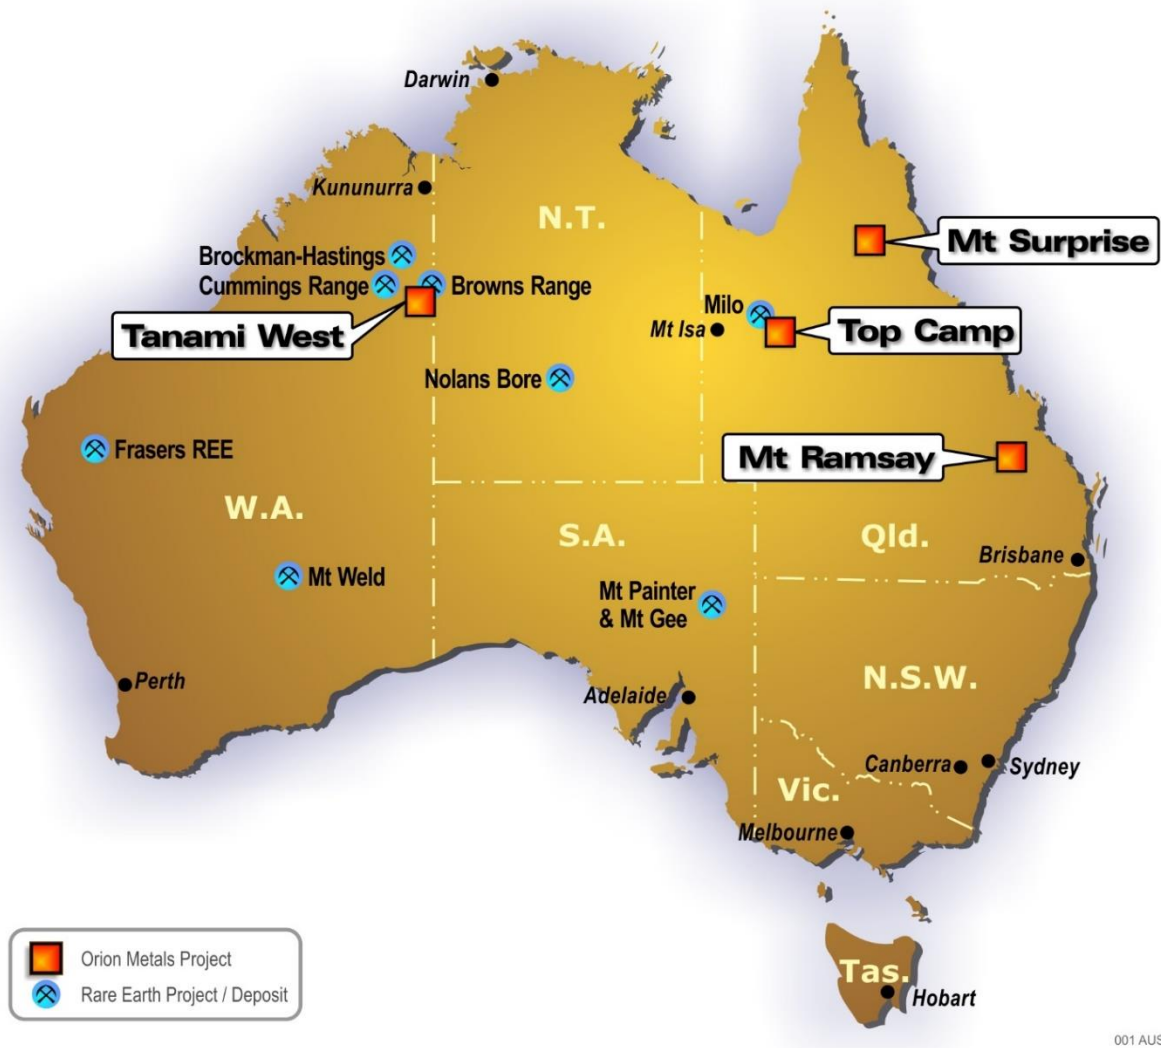 Darwin
Kununurra
N.T.
Mt Surprise
Brockman-Hastings
Cummings Range
Browns Range
Milo
Tanami West
Mt Isa
Top Camp
Nolans Bore
Frasers REE
Mt Ramsay
W.A.
S.A.
Qld.
Brisbane
Mt Weld
Mt Painter
& Mt Gee
Perth
Adelaide
N.S.W.
Canberra
Sydney
Vic.
Melbourne
Orion Metals Project
Rare Earth Project / Deposit
Tas.
Hobart
001 AUS